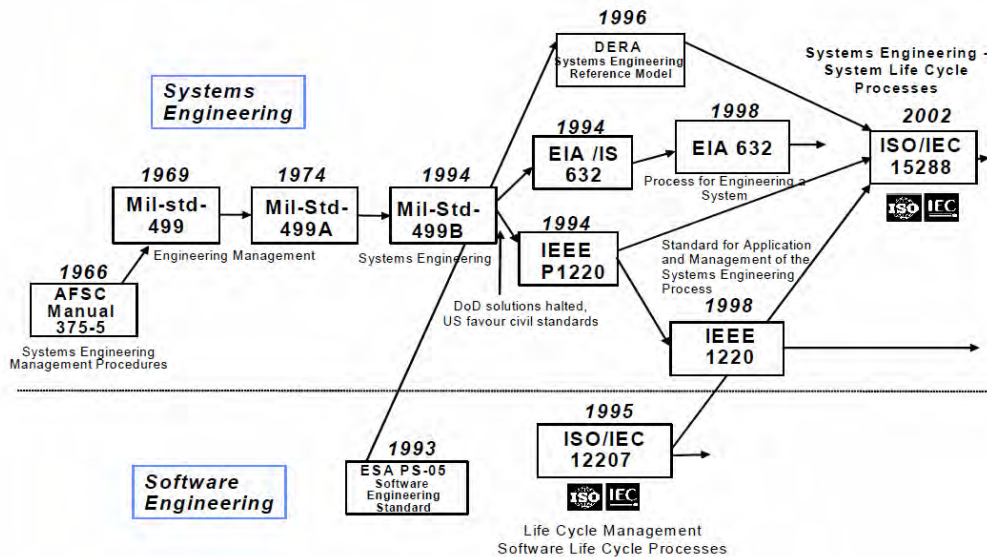 1996
DERA
Systems Engineering
Reference Model
Systems Engineering -
System Life Cycle
Processes
2002
ISO/IEC
15288
ISO IEC
Systems
Engineering
1994
EIA /IS
632
1998
EIA 632
Process for Engineering a
System
1969
Mil-std-
499
1974
Mil-Std-
499A
1994
Mil-Std-
499B
Engineering Management
Systems Engineering
1994
IEEE
P1220
Standard for Application
and Management of the
Systems Engineering
Process
1966
AFSC
Manual
375-5
Systems Engineering
Management Procedures
DoD solutions halted,
US favour civil standards
1998
IEEE
1220
1995
ISO/IEC
12207
ISO IEC
Life Cycle Management
Software Life Cycle Processes
1993
ESA PS-05
Software
Engineering
Standard
Software
Engineering